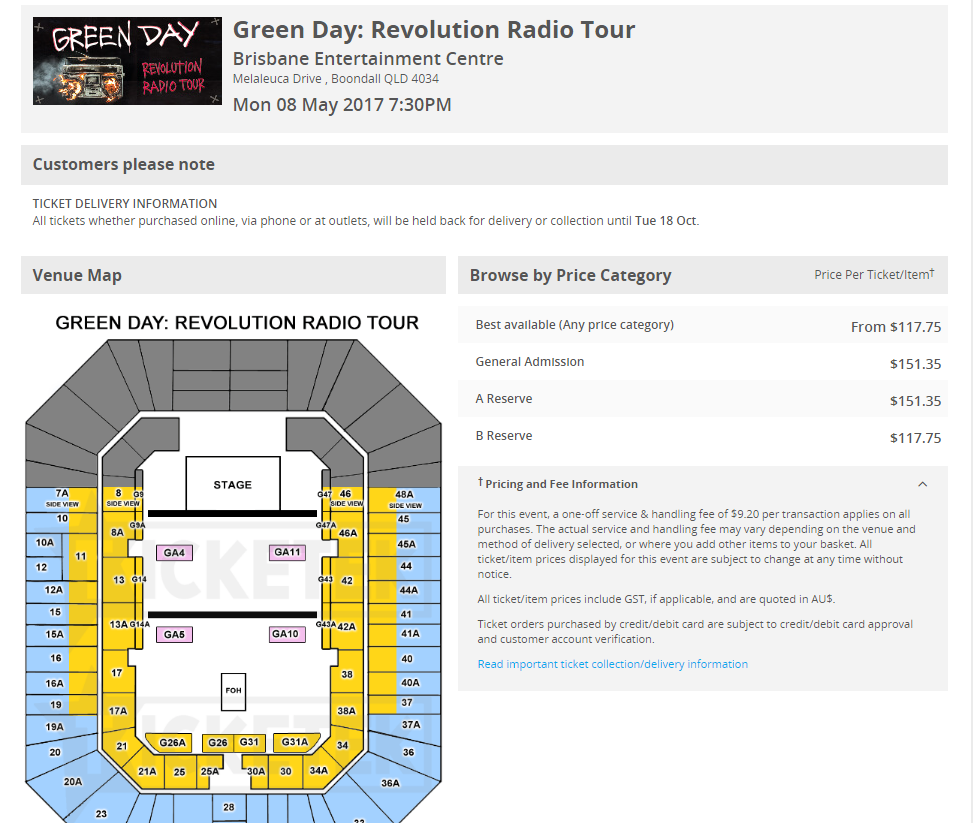 GREEN DAY
REVOLUTION
RADIO TOUR
Green Day: Revolution Radio Tour
Brisbane Entertainment Centre
Melaleuca Drive , Boondall QLD 4034
Mon 08 May 2017 7:30PM
Customers please note
TICKET DELIVERY INFORMATION
All tickets whether purchased online, via phone or at outlets, will be held back for delivery or collection until Tue 18 Oct.
Venue Map
GREEN DAY: REVOLUTION RADIO TOUR
STAGE
7A
SIDE VIEW
8
SIDE VIEW
G9
G47
46
SIDE VIEW
48A
SIDE VIEW
10
45
8A
G9A
G47A
46A
10A
11
GA4
GA11
45A
12
13
G14
G43
42
44
12A
44A
15
41
13A
G14A
G43A
42A
15A
GA5
GA10
41A
16
40
17
38
16A
FOH
40A
19
37
17A
38A
19A
37A
20
21
G26A
G26
G31
G31A
34
36
21A
25
25A
30A
30
34A
20A
36A
23
28
33
Browse by Price Category
Price Per Ticket/Item†
Best available (Any price category)
From $117.75
General Admission
$151.35
A Reserve
$151.35
B Reserve
$117.75
† Pricing and Fee Information
For this event, a one-off service & handling fee of $9.20 per transaction applies on all
purchases. The actual service and handling fee may vary depending on the venue and
method of delivery selected, or where you add other items to your basket. All
ticket/item prices displayed for this event are subject to change at any time without
notice.
All ticket/item prices include GST, if applicable, and are quoted in AU$.
Ticket orders purchased by credit/debit card are subject to credit/debit card approval
and customer account verification.
Read important ticket collection/delivery information